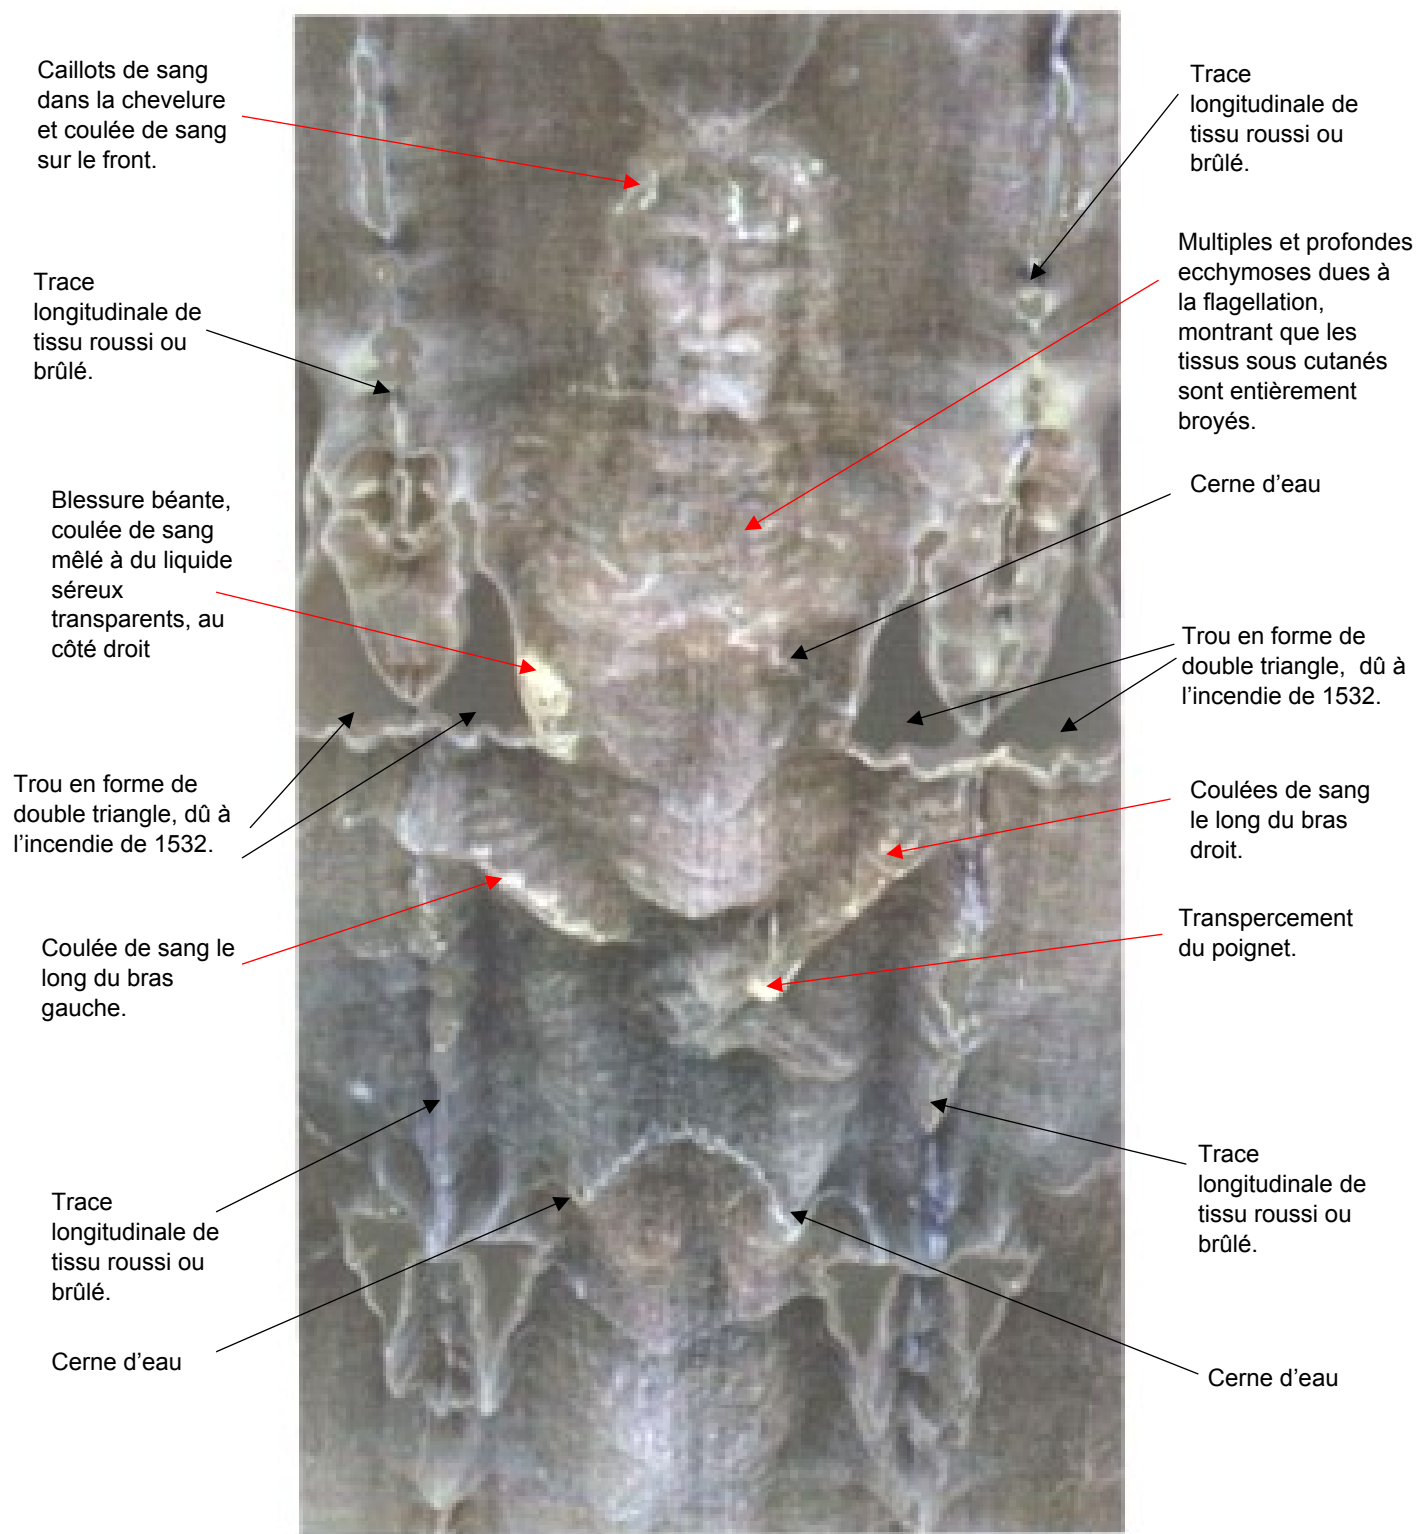 Caillots de sang
dans la chevelure
et coulée de sang
sur le front.
Trace
longitudinale de
tissu roussi ou
brûlé.
Blessure béante,
coulée de sang
mêlé à du liquide
séreux
transparents, au
côté droit
Trou en forme de
double triangle, dû à
l’incendie de 1532.
Coulée de sang le
long du bras
gauche.
Trace
longitudinale de
tissu roussi ou
brûlé.
Cerne d’eau
Trace
longitudinale de
tissu roussi ou
brûlé.
Multiples et profondes
ecchymoses dues à
la flagellation,
montrant que les
tissus sous cutanés
sont entièrement
broyés.
Cerne d’eau
Trou en forme de
double triangle, dû à
l’incendie de 1532.
Coulées de sang
le long du bras
droit.
Transpercement
du poignet.
Trace
longitudinale de
tissu roussi ou
brûlé.
Cerne d’eau